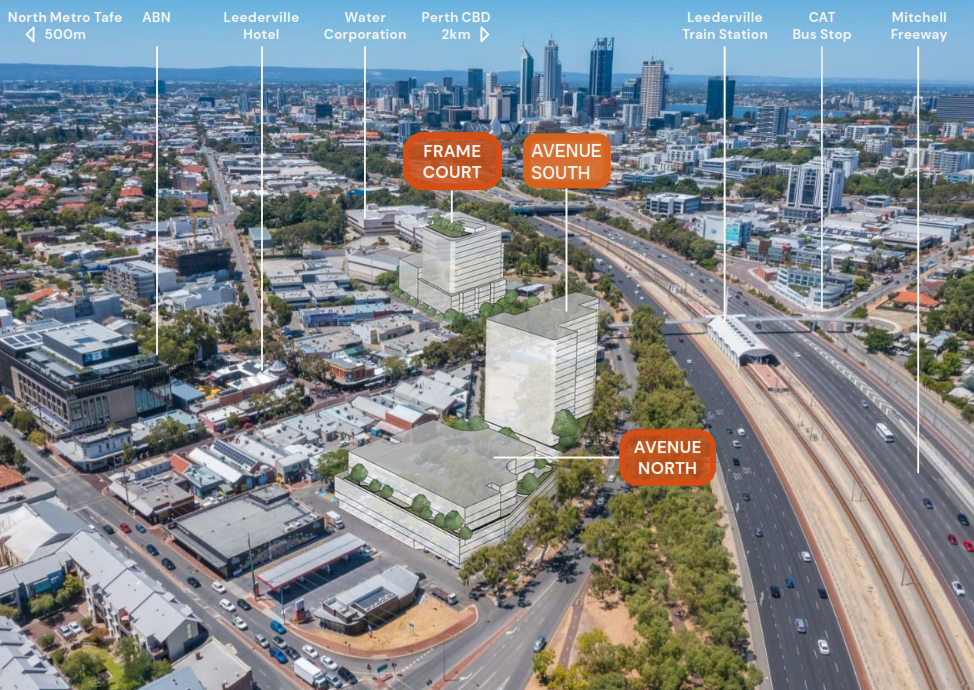 North Metro Tafe
500m
ABN
Leederville
Hotel
Water
Corporation
Perth CBD
2km
Leederville
Train Station
CAT
Bus Stop
Mitchell
Freeway
FRAME
COURT
AVENUE
SOUTH
AVENUE
NORTH